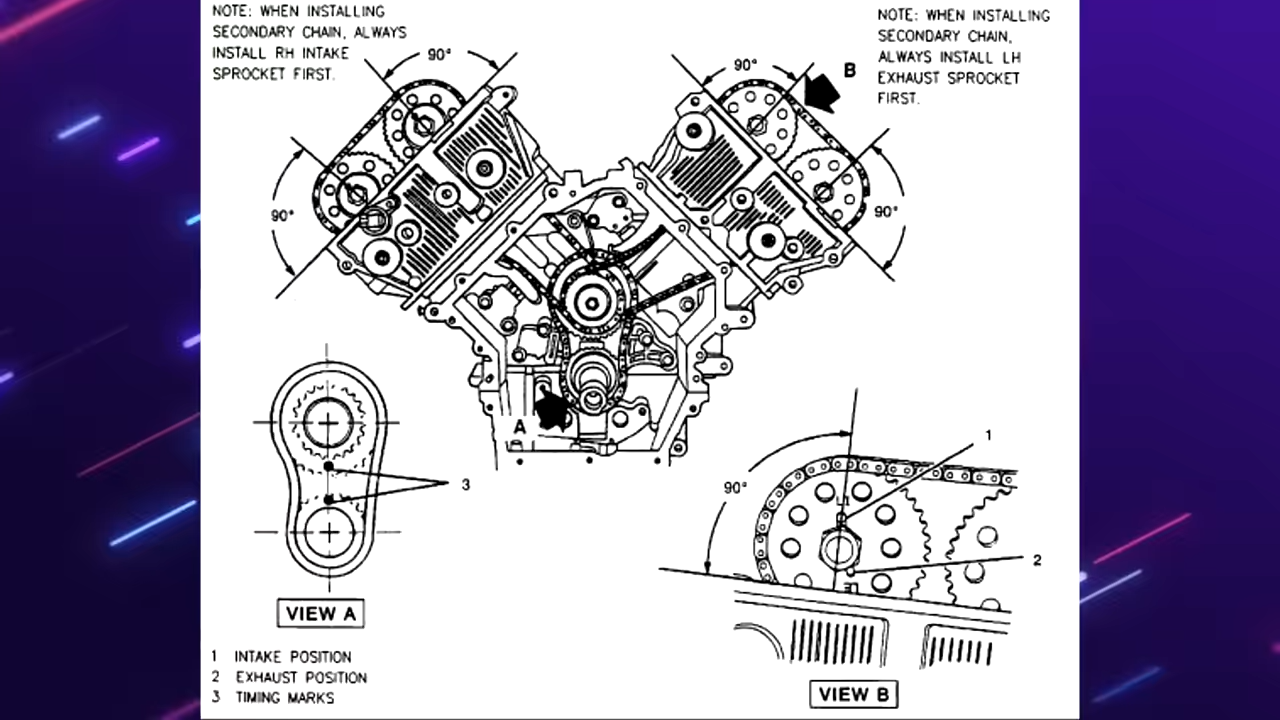 NOTE: WHEN INSTALLING
SECONDARY CHAIN, ALWAYS
INSTALL RH INTAKE
SPROCKET FIRST.
NOTE: WHEN INSTALLING
SECONDARY CHAIN,
ALWAYS INSTALL LH
EXHAUST SPROCKET
FIRST.
90°
90°
B
90°
90°
A
3
VIEW A
90°
1
2
VIEW B
1 INTAKE POSITION
2 EXHAUST POSITION
3 TIMING MARKS